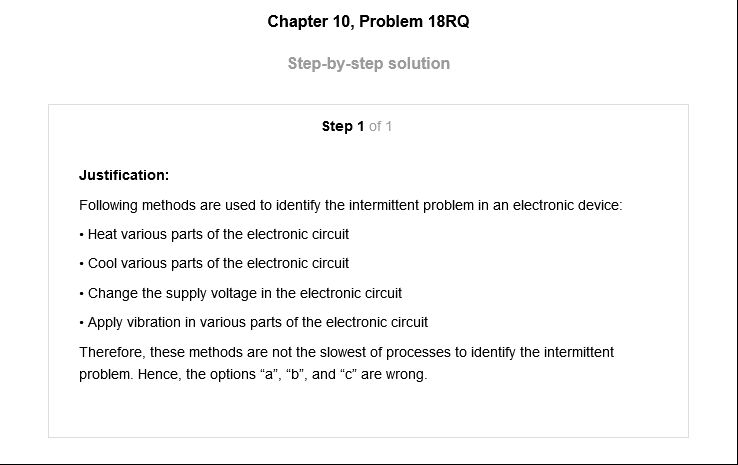 Chapter 10, Problem 18RQ
Step-by-step solution
Step 1 of 1
Justification:
Following methods are used to identify the intermittent problem in an electronic device:
• Heat various parts of the electronic circuit
• Cool various parts of the electronic circuit
• Change the supply voltage in the electronic circuit
• Apply vibration in various parts of the electronic circuit
Therefore, these methods are not the slowest of processes to identify the intermittent
problem. Hence, the options “a”, “b”, and “c” are wrong.